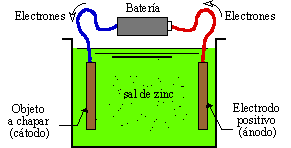 Batería
Electrones
Electrones
sal de zinc
Objeto
a chapar
(cátodo)
Electrodo
positivo
(ánodo)